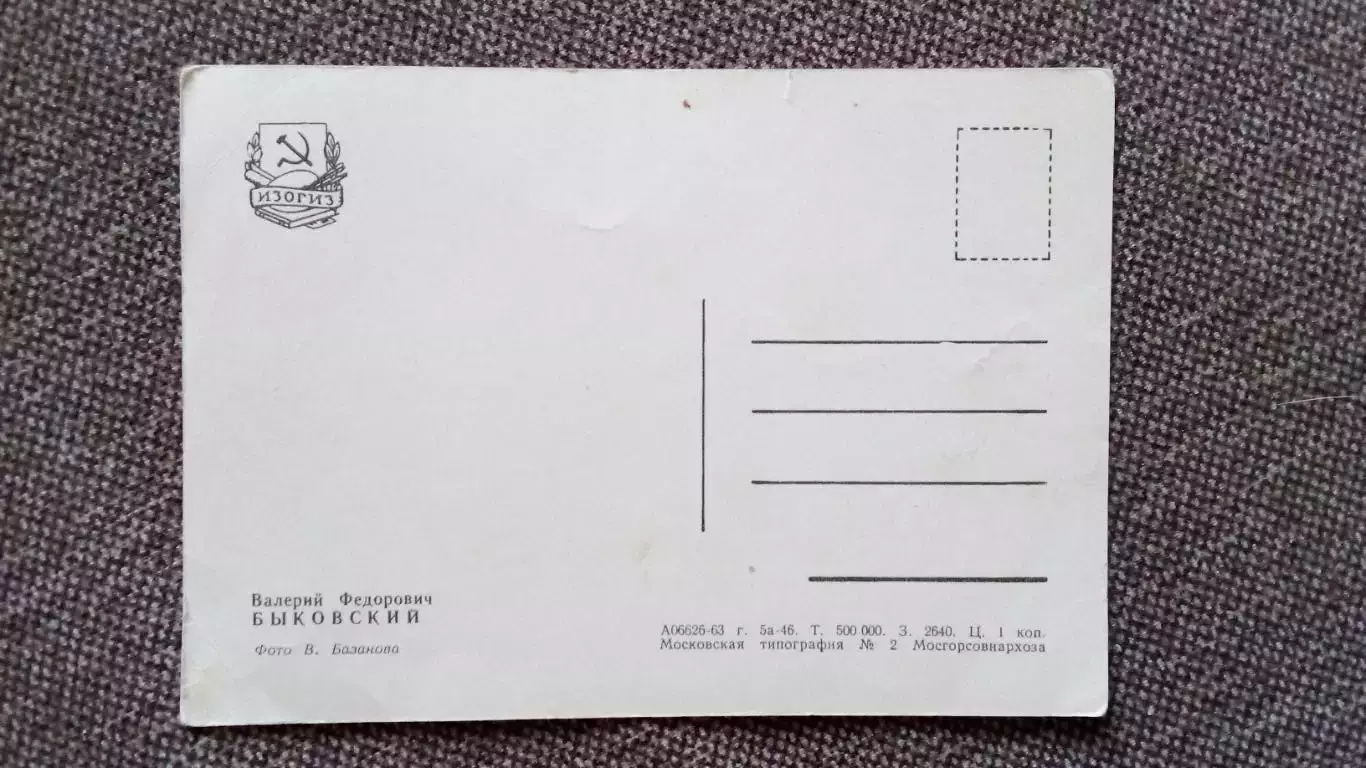 ИЗОГИЗ
Валерий Федорович
БЫКОВСКИЙ
Фото В. Базанова
А06626-63 г. 5а-46. Т. 500 000. З. 2640. Ц. 1 коп.
Московская типография № 2 Мосгорсовнархоза